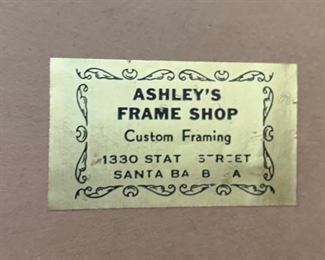 ASHLEY'S
FRAME SHOP
Custom Framing
1330 STAT STREET
SANTA BA B A